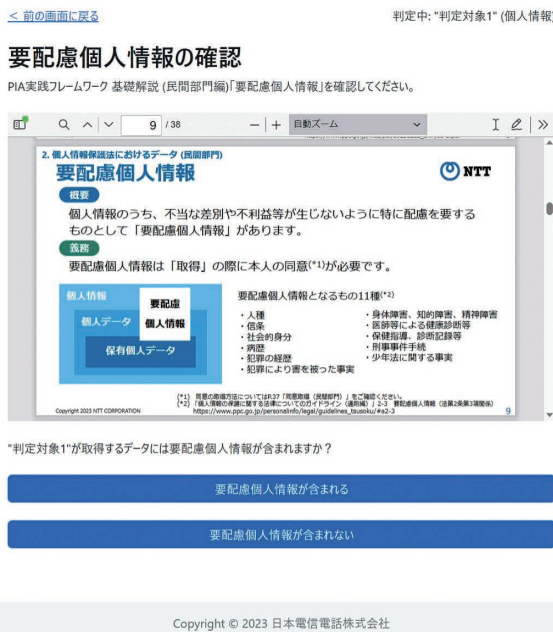 < 前の画面に戻る
判定中: "判定対象1" (個人情報)
要配慮個人情報の確認
PIA実践フレームワーク 基礎解説 (民間部門編)「要配慮個人情報」を確認してください。
9 /38
自動ズーム
2. 個人情報保護法におけるデータ (民間部門)
要配慮個人情報
NTT
概要
個人情報のうち、不当な差別や不利益等が生じないように特に配慮を要する
ものとして「要配慮個人情報」があります。
義務
要配慮個人情報は「取得」の際に本人の同意(*1)が必要です。
個人情報
要配慮
個人情報
個人データ
保有個人データ
要配慮個人情報となるもの11種(*2)
・人種
・信条
・社会的身分
・病歴
・犯罪の経歴
・犯罪により害を被った事実
・身体障害、知的障害、精神障害
・医師等による健康診断等
・保健指導、診断記録等
・刑事事件手続
・少年法に関する事実
(*1) 同意の取得方法についてはP.37「同意取得（民間部門）」をご確認ください。
(*2) 「個人情報の保護に関する法律についてのガイドライン（通則編）」2-3 要配慮個人情報（法第2条第3項関係）
https://www.ppc.go.jp/personalinfo/legal/guidelines_tsusoku/#a2-3
Copyright 2023 NTT CORPORATION
9
"判定対象1"が取得するデータには要配慮個人情報が含まれますか？
要配慮個人情報が含まれる
要配慮個人情報が含まれない
Copyright © 2023 日本電信電話株式会社